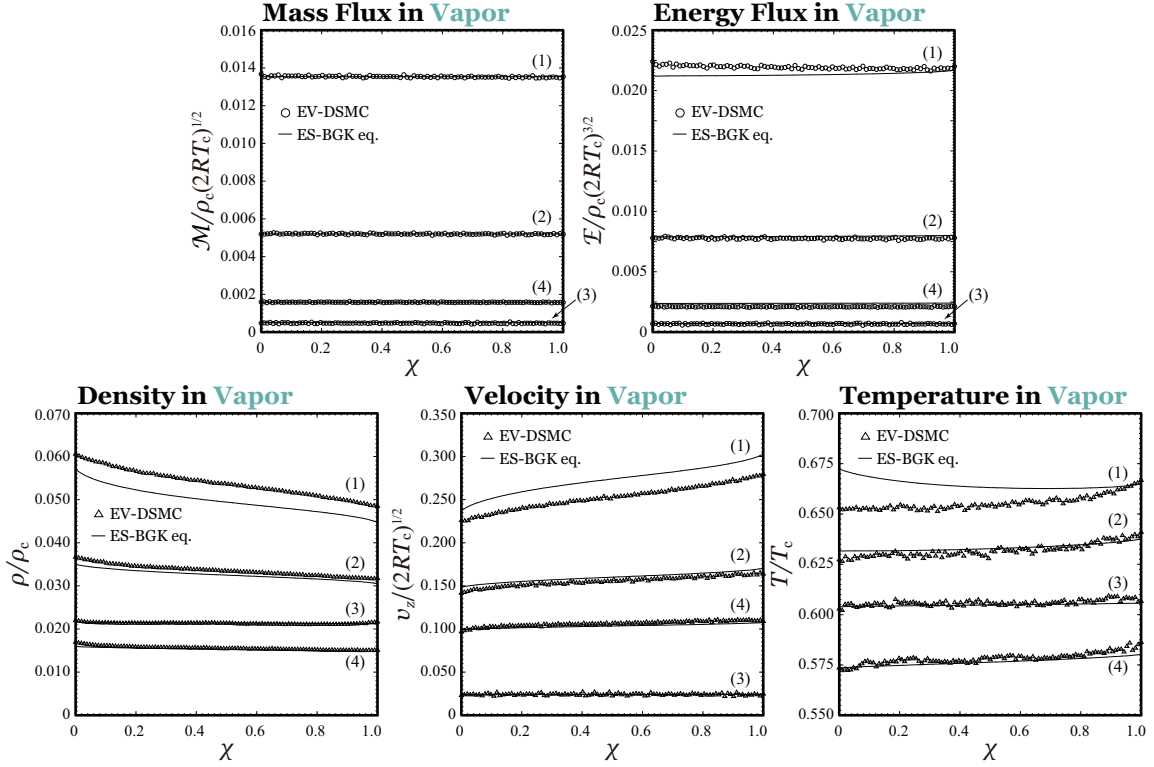 Mass Flux in Vapor
0.016
0.014
0.012
0.010
0.008
0.006
0.004
0.002
0
ℳ/ρc(2RTc)1/2
(1)
EV-DSMC
ES-BGK eq.
(2)
(4)
(3)
0 0.2 0.4 0.6 0.8 1.0
χ
Energy Flux in Vapor
0.025
0.020
0.015
0.010
0.005
0
ℰ/ρc(2RTc)3/2
(1)
EV-DSMC
ES-BGK eq.
(2)
(4)
(3)
0 0.2 0.4 0.6 0.8 1.0
χ
Density in Vapor
0.070
0.060
0.050
0.040
0.030
0.020
0.010
0
ρ/ρc
(1)
EV-DSMC
ES-BGK eq.
(2)
(3)
(4)
0 0.2 0.4 0.6 0.8 1.0
χ
Velocity in Vapor
0.350
0.300
0.250
0.200
0.150
0.100
0.050
0
vz/(2RTc)1/2
EV-DSMC
(1)
ES-BGK eq.
(2)
(4)
(3)
0 0.2 0.4 0.6 0.8 1.0
χ
Temperature in Vapor
0.700
0.675
0.650
0.625
0.600
0.575
0.550
T/Tc
EV-DSMC
ES-BGK eq.
(1)
(2)
(3)
(4)
0 0.2 0.4 0.6 0.8 1.0
χ